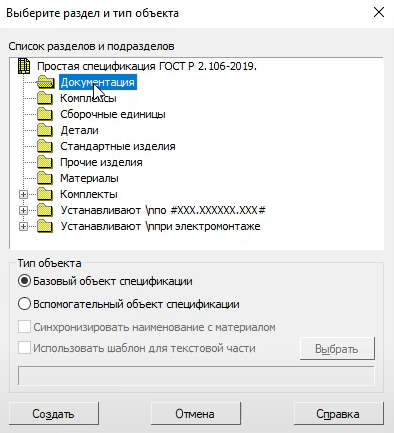 Выберите раздел и тип объекта
Список разделов и подразделов
Простая спецификация ГОСТ Р 2.106-2019.
Документация
Комплексы
Сборочные единицы
Детали
Стандартные изделия
Прочие изделия
Материалы
Комплекты
Устанавливают \nпо #XXX.XXXXXX.XXX#
Устанавливают \nпри электромонтаже
Тип объекта
Базовый объект спецификации
Вспомогательный объект спецификации
Синхронизировать наименование с материалом
Использовать шаблон для текстовой части
Выбрать
Создать
Отмена
Справка